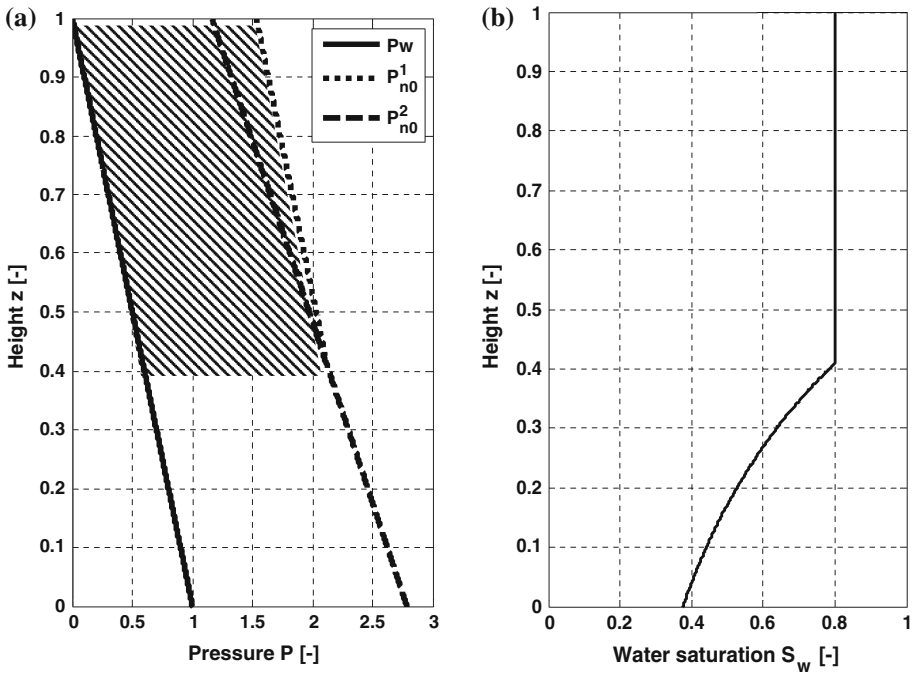 (a)
1
0.9
0.8
0.7
0.6
0.5
0.4
0.3
0.2
0.1
0
Height z [-]
0 0.5 1 1.5 2 2.5 3
Pressure P [-]
Pw
P¹n0
P²n0
(b)
1
0.9
0.8
0.7
0.6
0.5
0.4
0.3
0.2
0.1
0
Height z [-]
0 0.2 0.4 0.6 0.8 1
Water saturation Sw [-]